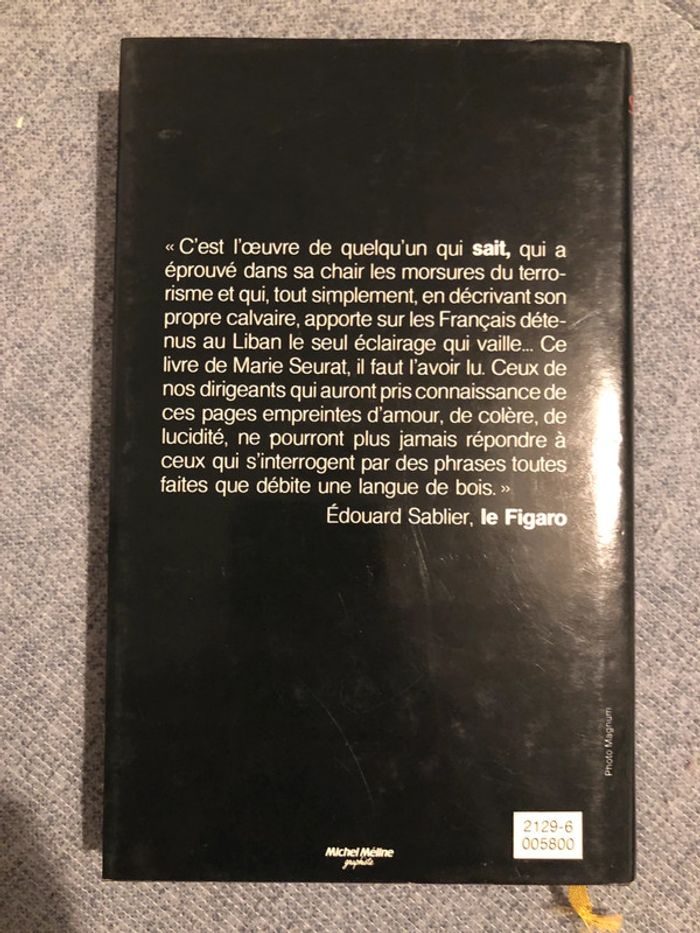 « C'est l'œuvre de quelqu'un qui sait, qui a
éprouvé dans sa chair les morsures du terro-
risme et qui, tout simplement, en décrivant son
propre calvaire, apporte sur les Français déte-
nus au Liban le seul éclairage qui vaille... Ce
livre de Marie Seurat, il faut l'avoir lu. Ceux de
nos dirigeants qui auront pris connaissance de
ces pages empreintes d'amour, de colère, de
lucidité, ne pourront plus jamais répondre à
ceux qui s'interrogent par des phrases toutes
faites que débite une langue de bois. »
Édouard Sablier, le Figaro
Photo Magnum
2129-6
005800
Michel Méline
graphiste